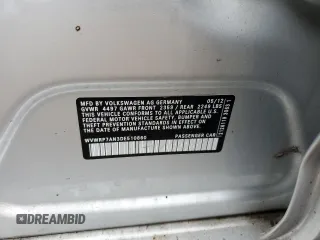 MFD BY VOLKSWAGEN AG GERMANY 05/12
GVWR 4497 GAWR FRONT 2359 / REAR 2249 LBS
THIS VEHICLE CONFORMS TO ALL APPLICABLE U.S.
FEDERAL MOTOR VEHICLE SAFETY, BUMPER AND
THEFT PREVENTION STANDARDS IN EFFECT ON THE
DATE OF MANUFACTURE SHOWN ABOVE.
PASSENGER CAR
DREAMBID